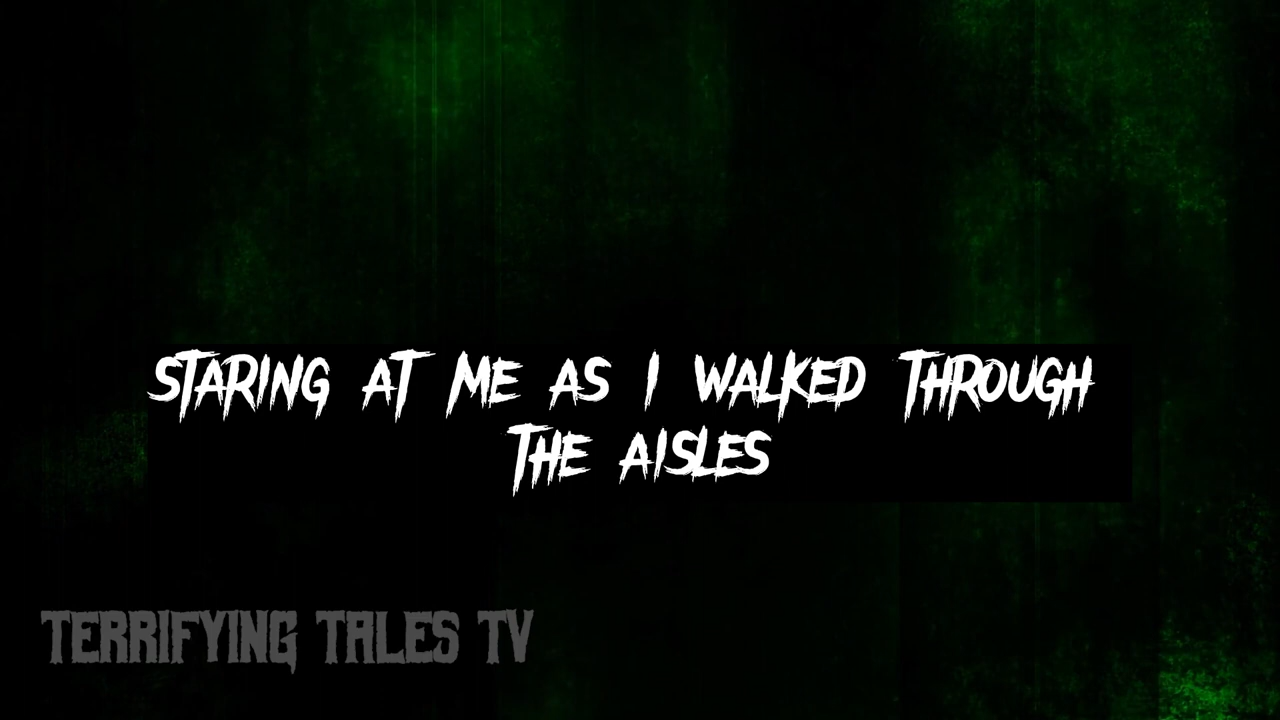 STARING AT ME AS I WALKED THROUGH
THE AISLES
TERRIFYING TALES TV